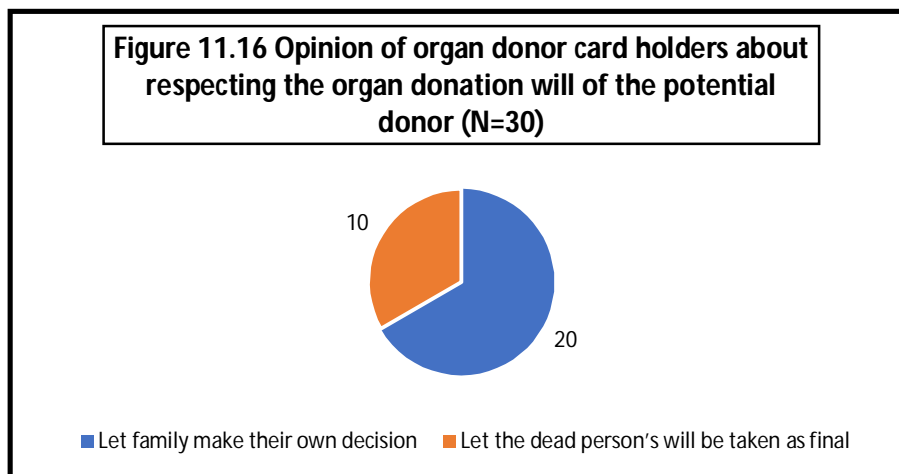 Figure 11.16 Opinion of organ donor card holders about
respecting the organ donation will of the potential
donor (N=30)
10
20
Let family make their own decision
Let the dead person's will be taken as final